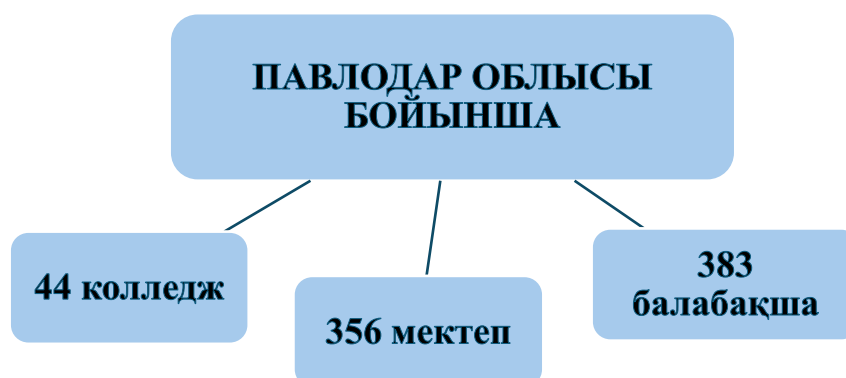 ПАВЛОДАР ОБЛЫСЫ
БОЙЫНША
44 колледж
356 мектеп
383
балабақша